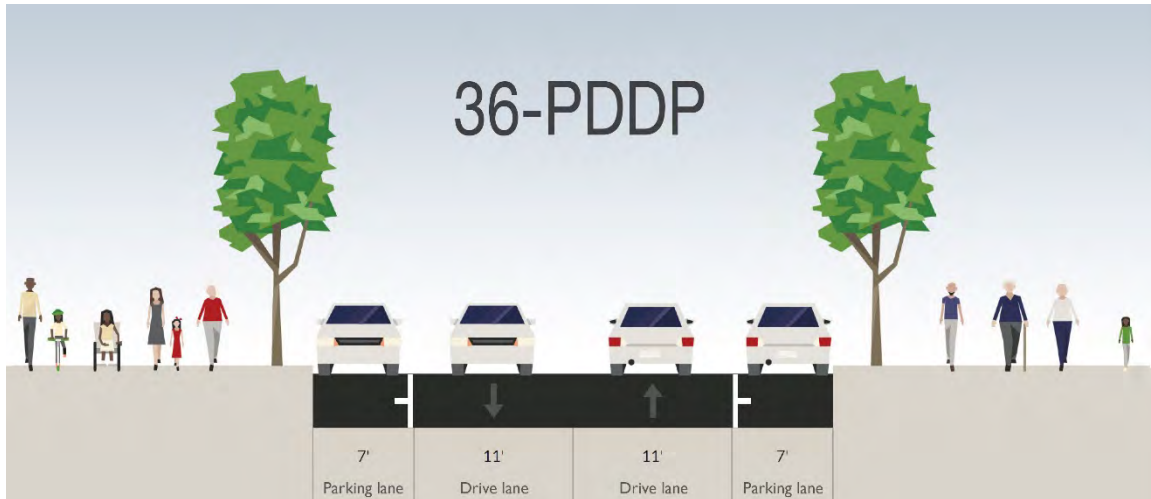 36-PDDP
7' 11' 11' 7'
Parking lane Drive lane Drive lane Parking lane